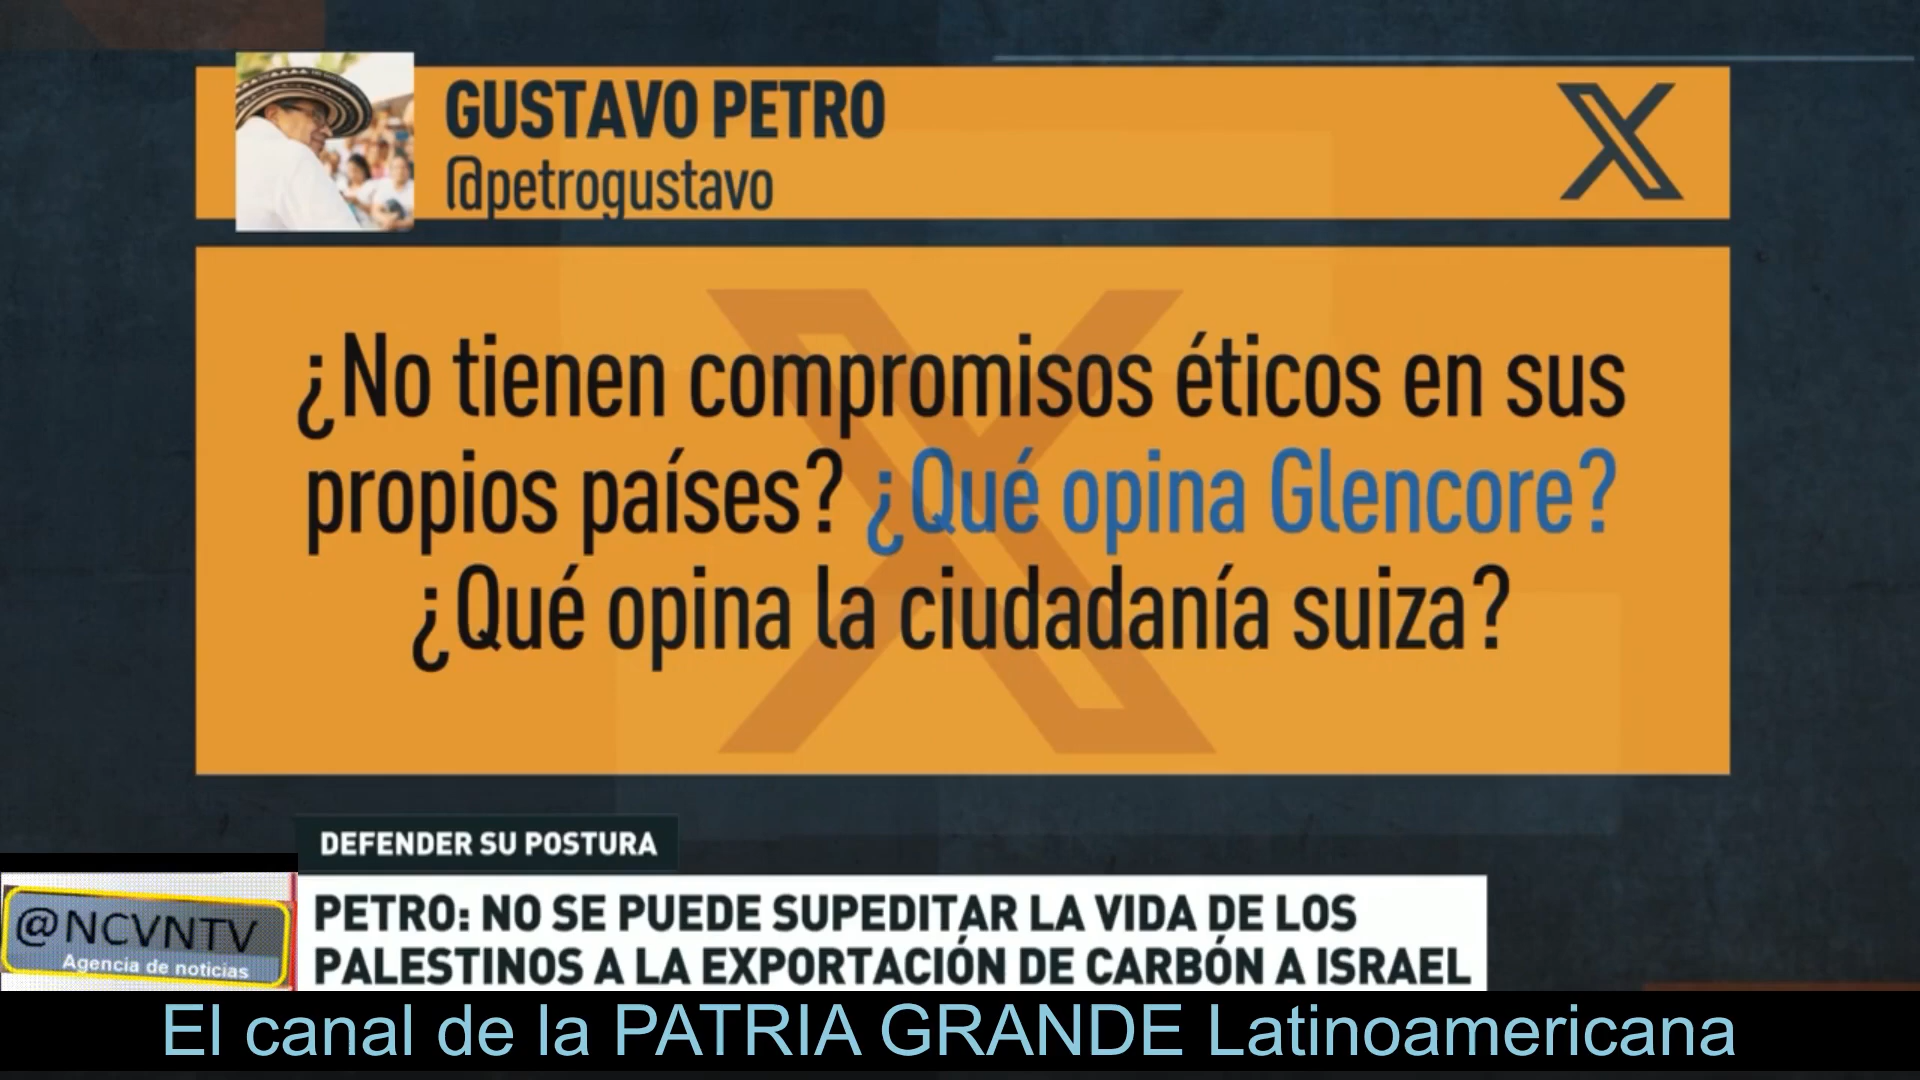 GUSTAVO PETRO
@petrogustavo
¿No tienen compromisos éticos en sus
propios países? ¿Qué opina Glencore?
¿Qué opina la ciudadanía suiza?
DEFENDER SU POSTURA
PETRO: NO SE PUEDE SUPEDITAR LA VIDA DE LOS
PALESTINOS A LA EXPORTACIÓN DE CARBÓN A ISRAEL
@NCVNTV
Agencia de noticias
El canal de la PATRIA GRANDE Latinoamericana